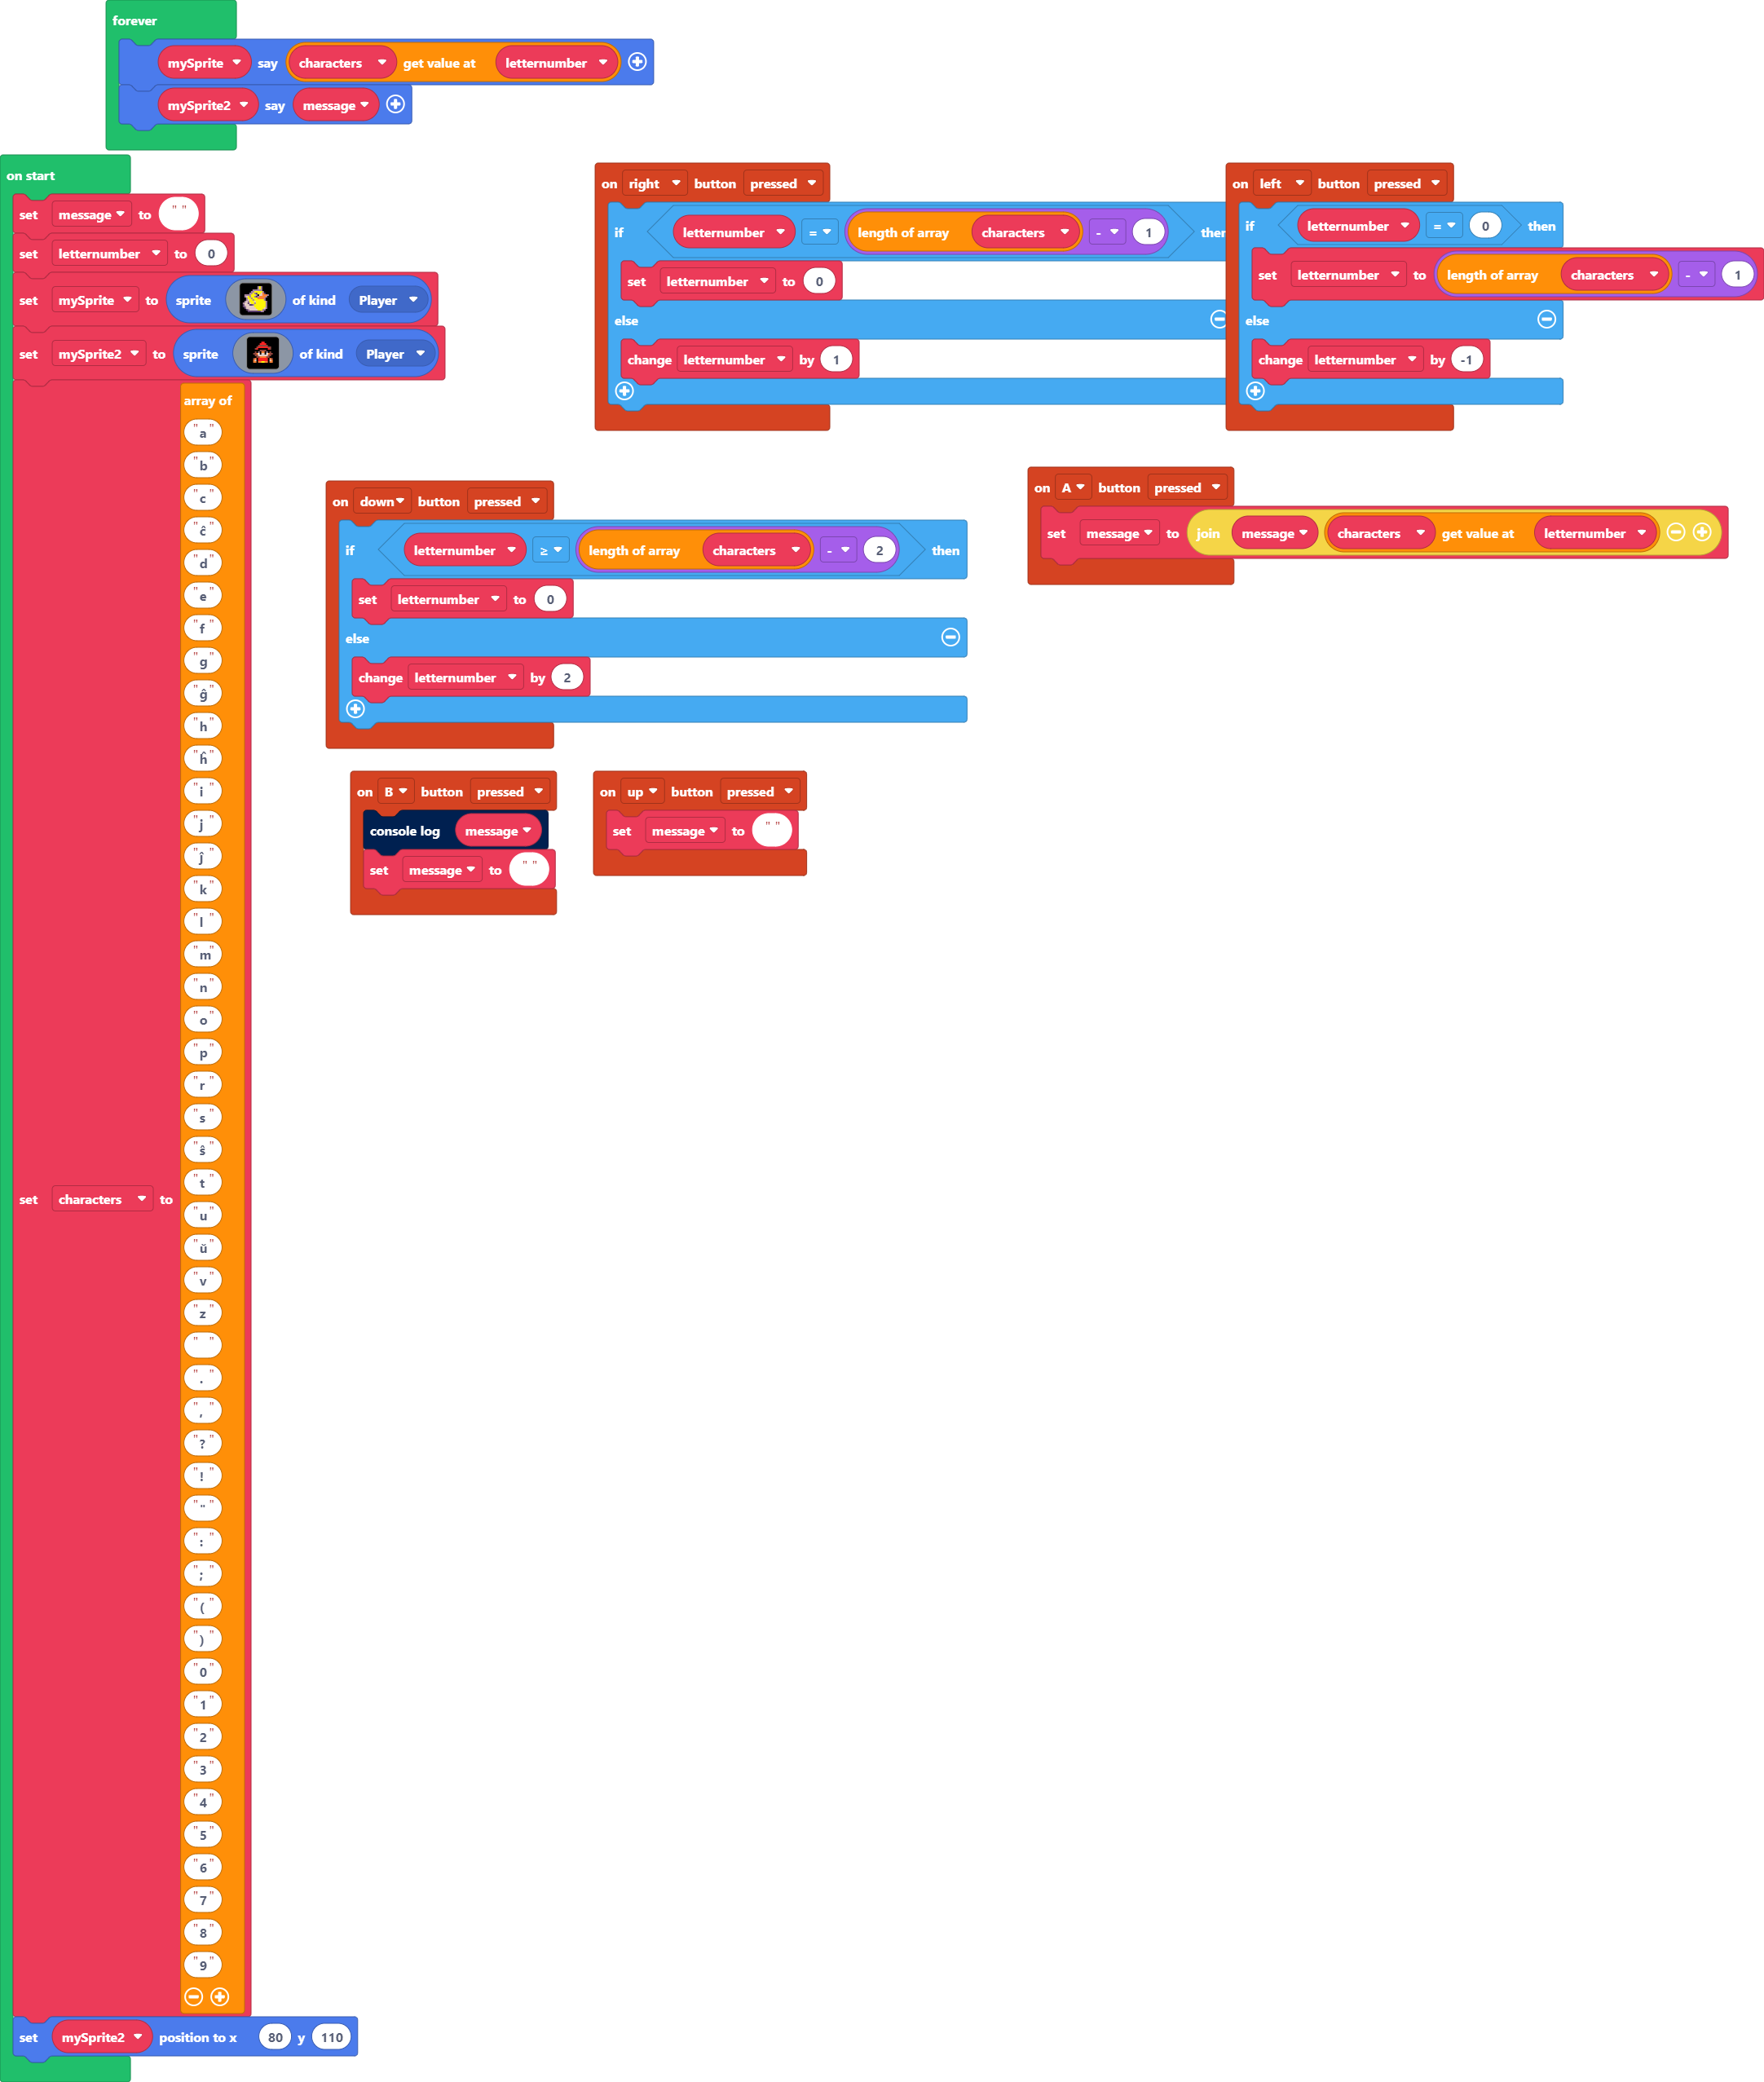 forever
mySprite say characters get value at letternumber
mySprite2 say message
on start
set message to " "
set letternumber to 0
set mySprite to sprite of kind Player
set mySprite2 to sprite of kind Player
set characters to array of
"a"
"b"
"c"
"ĉ"
"d"
"e"
"f"
"g"
"ĝ"
"h"
"ĥ"
"i"
"j"
"ĵ"
"k"
"l"
"m"
"n"
"o"
"p"
"r"
"s"
"ŝ"
"t"
"u"
"ŭ"
"v"
"z"
" "
"."
","
"?"
"!"
"""
":"
";"
"("
")"
"0"
"1"
"2"
"3"
"4"
"5"
"6"
"7"
"8"
"9"
set mySprite2 position to x 80 y 110
on right button pressed
if letternumber = length of array characters - 1 then
set letternumber to 0
else
change letternumber by 1
on left button pressed
if letternumber = 0 then
set letternumber to length of array characters - 1
else
change letternumber by -1
on down button pressed
if letternumber ≥ length of array characters - 2 then
set letternumber to 0
else
change letternumber by 2
on A button pressed
set message to join message characters get value at letternumber
on B button pressed
console log message
set message to " "
on up button pressed
set message to " "